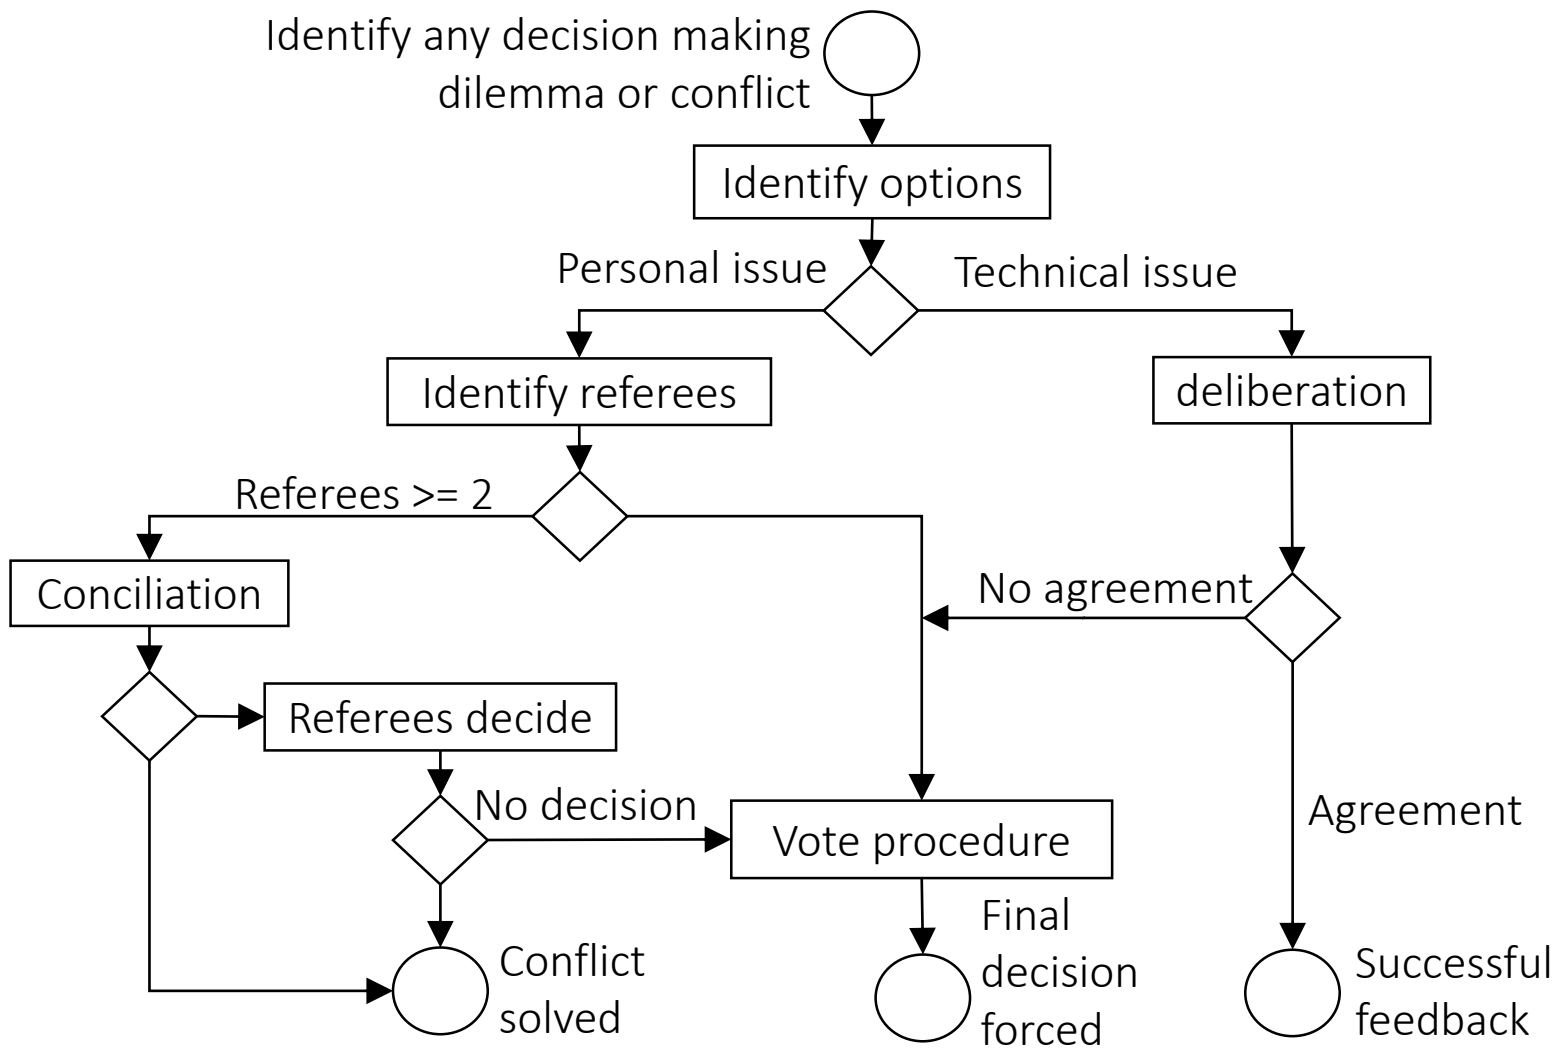 Identify any decision making
dilemma or conflict
Identify options
Personal issue
Technical issue
Identify referees
deliberation
Referees >= 2
Conciliation
No agreement
Referees decide
No decision
Vote procedure
Agreement
Conflict
solved
Final
decision
forced
Successful
feedback